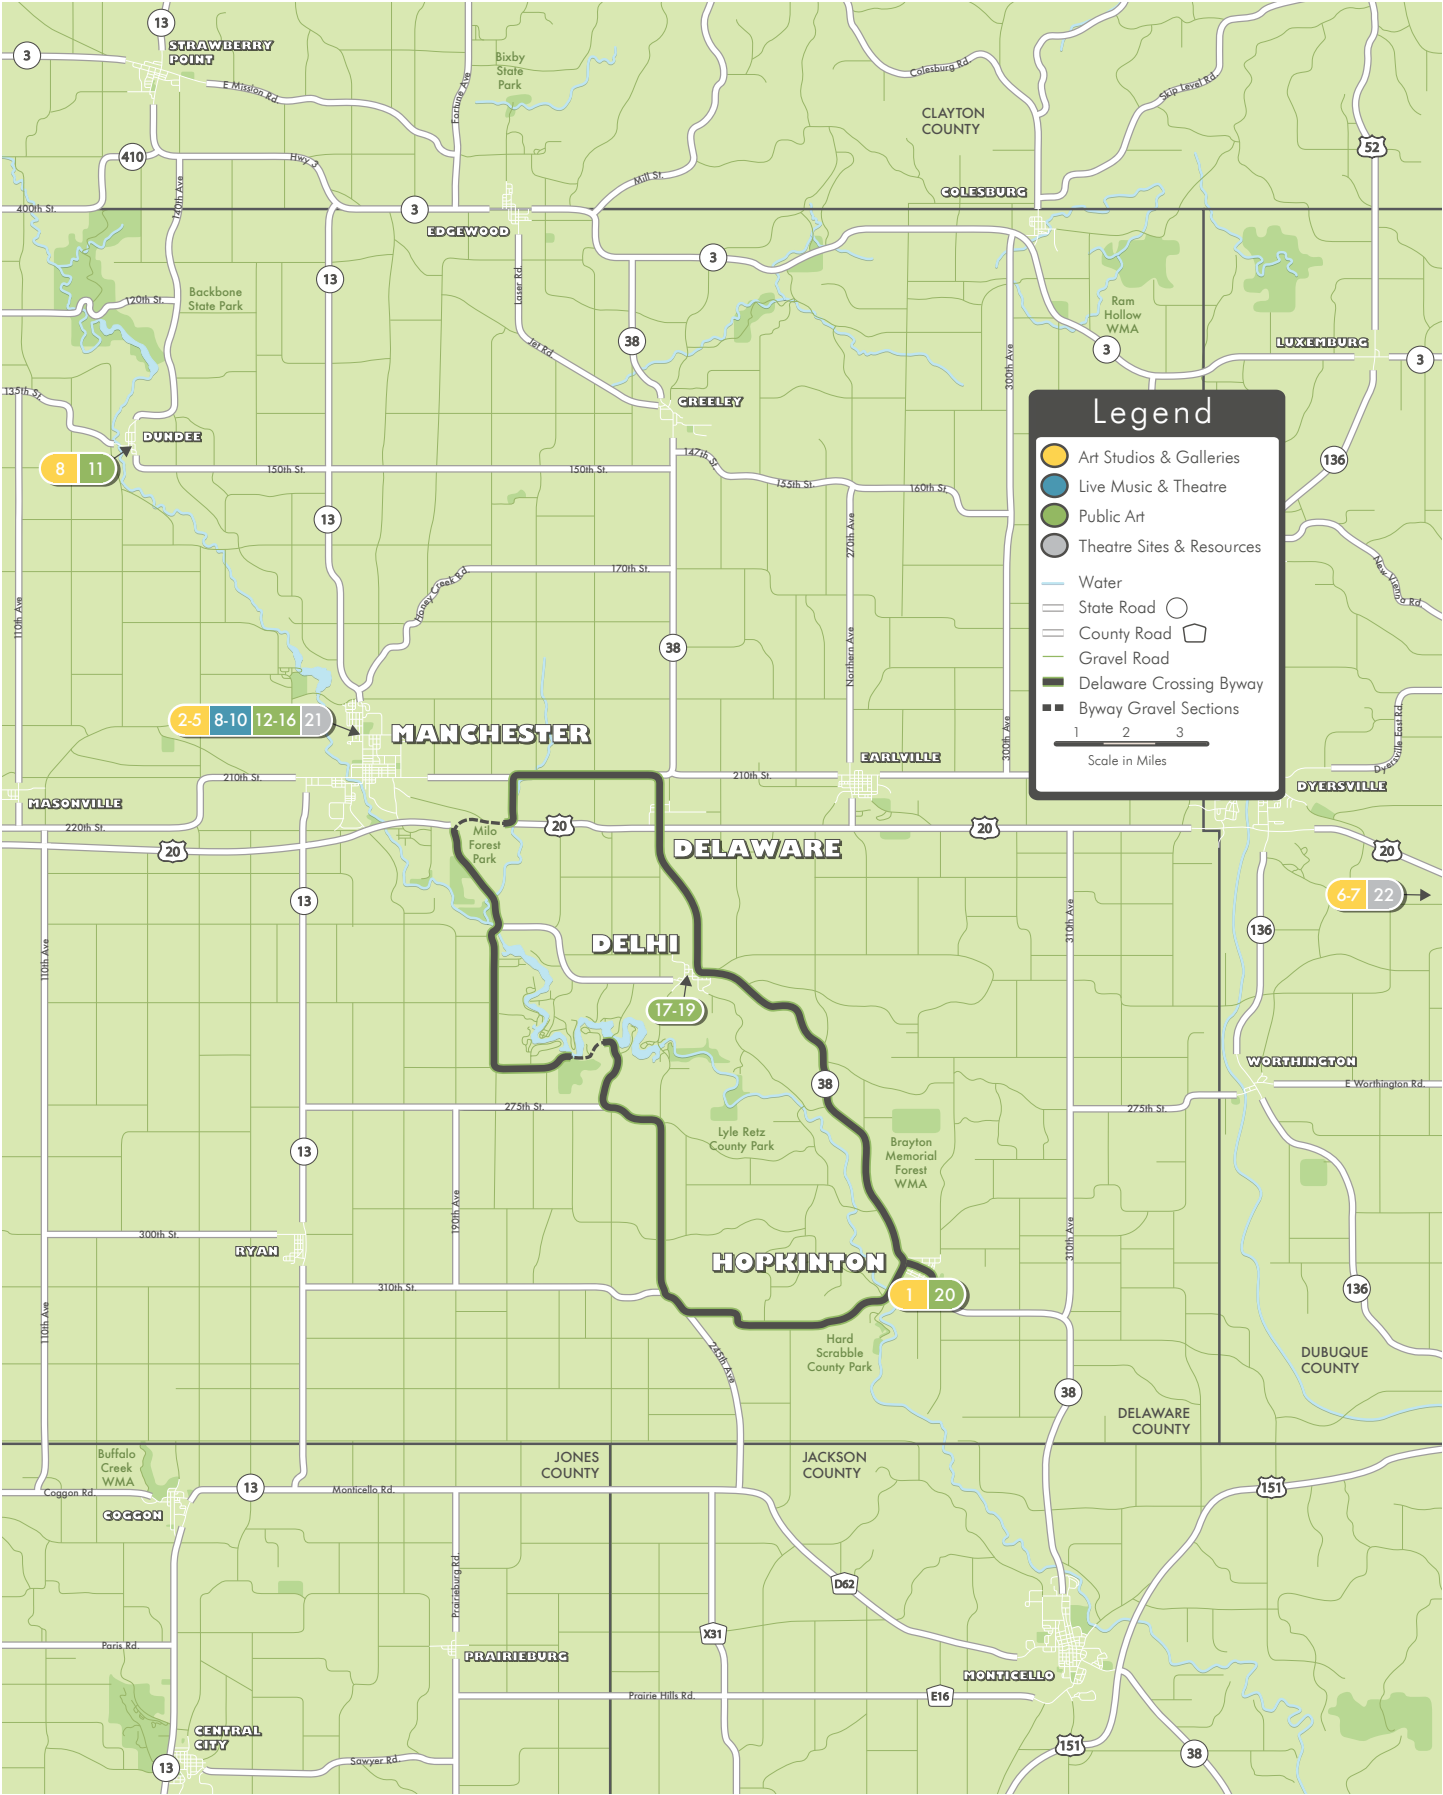 13
STRAWBERRY
POINT
3
E Mission Rd.
Fortune Ave
Bixby
State
Park
Colesburg Rd
Skip Level Rd.
CLAYTON
COUNTY
52
410
Hwy 3
140th Ave
Mill St.
COLESBURG
400th St.
3
EDGEWOOD
3
13
Laser Rd.
Backbone
State Park
120th St.
Ram
Hollow
WMA
38
Jet Rd.
300th Ave
3
LUXEMBURG
3
135th St.
GREELEY
DUNDEE
8 11
150th St.
150th St.
147th St.
155th St.
160th St.
136
13
270th Ave
170th St.
Honey Creek Rd.
New Vienna Rd
110th Ave
38
Northern Ave
Legend
Art Studios & Galleries
Live Music & Theatre
Public Art
Theatre Sites & Resources
Water
State Road
County Road
Gravel Road
Delaware Crossing Byway
Byway Gravel Sections
1 2 3
Scale in Miles
2-5 8-10 12-16 21
MANCHESTER
300th Ave
Dyersville East Rd.
EARLVILLE
210th St.
210th St.
DYERSVILLE
MASONVILLE
220th St.
20
Milo
Forest
Park
20
20
20
DELAWARE
6-7 22
13
110th Ave
310th Ave
136
DELHI
17-19
38
WORTHINGTON
E Worthington Rd.
275th St.
275th St.
Lyle Retz
County Park
Brayton
Memorial
Forest
WMA
13
190th Ave
310th Ave
300th St.
RYAN
HOPKINTON
310th St.
1 20
136
110th Ave
245th Ave
Hard
Scrabble
County Park
DUBUQUE
COUNTY
38
DELAWARE
COUNTY
Buffalo
Creek
WMA
JONES
COUNTY
JACKSON
COUNTY
Coggon Rd.
13
Monticello Rd.
151
COGGON
Prairieburg Rd.
D62
X31
Paris Rd.
PRAIRIEBURG
MONTICELLO
Prairie Hills Rd.
E16
CENTRAL
CITY
Sawyer Rd.
13
151
38